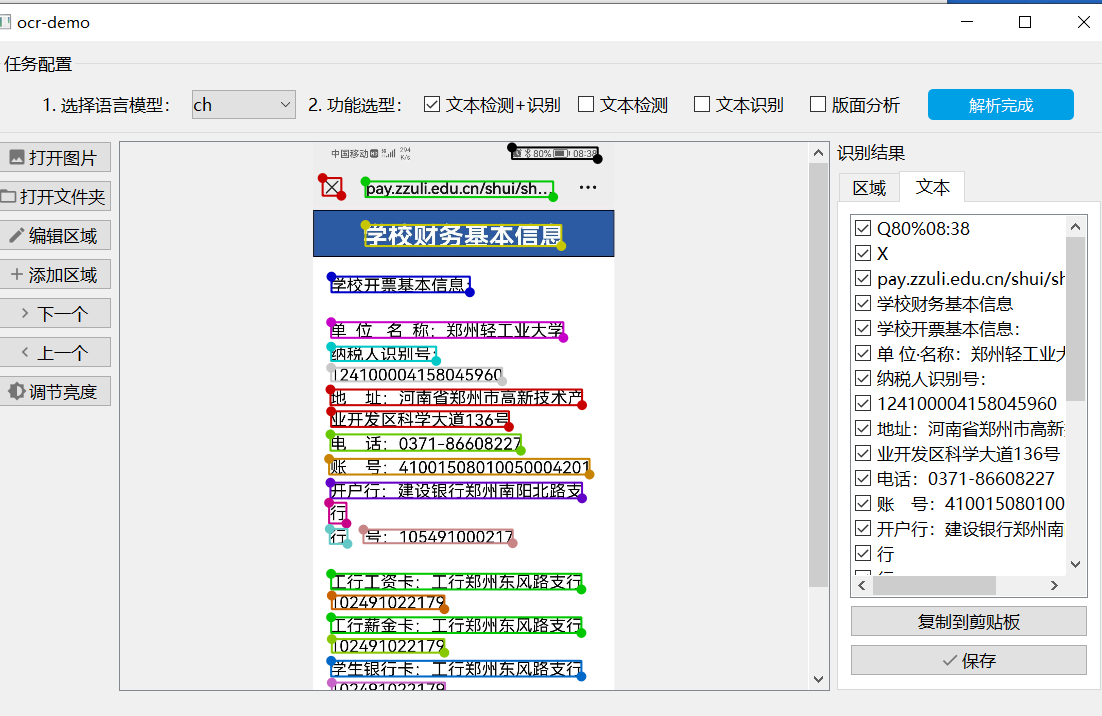 ocr-demo
任务配置
1. 选择语言模型： ch 2. 功能选型： 文本检测+识别 文本检测 文本识别 版面分析 解析完成
打开图片
打开文件夹
编辑区域
添加区域
下一个
上一个
调节亮度
中国移动 294 K/s 80% 08:38
pay.zzuli.edu.cn/shui/sh... ···
学校财务基本信息
学校开票基本信息：
单 位 名 称：郑州轻工业大学
纳税人识别号：
124100004158045960
地 址：河南省郑州市高新技术产
业开发区科学大道136号
电 话：0371-86608227
账 号：41001508010050004201
开户行：建设银行郑州南阳北路支
行
行 号：105491000217
工行工资卡：工行郑州东风路支行
102491022179
工行薪金卡：工行郑州东风路支行
102491022179
学生银行卡：工行郑州东风路支行
102491022179
识别结果
区域 文本
Q80%08:38
X
pay.zzuli.edu.cn/shui/sh
学校财务基本信息
学校开票基本信息：
单 位·名称：郑州轻工业大
纳税人识别号：
124100004158045960
地址：河南省郑州市高新
业开发区科学大道136号
电话：0371-86608227
账 号：410015080100
开户行：建设银行郑州南
行
复制到剪贴板
保存